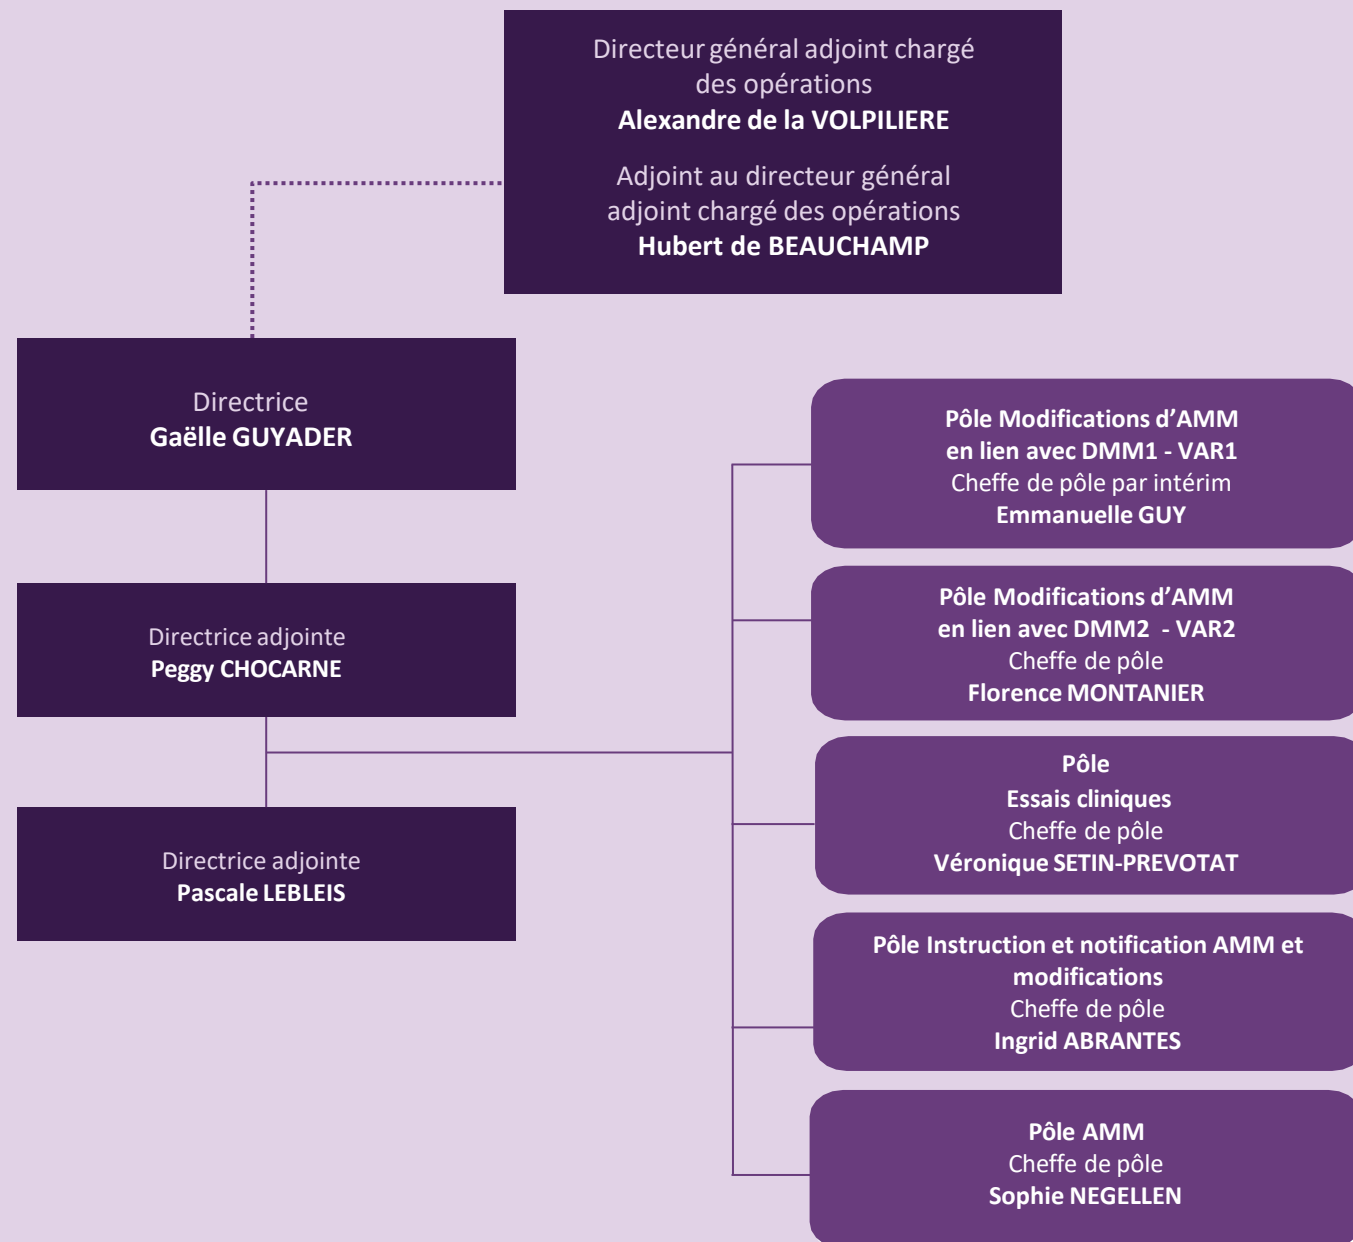 Directeur général adjoint chargé
des opérations
Alexandre de la VOLPILIERE
Adjoint au directeur général
adjoint chargé des opérations
Hubert de BEAUCHAMP
Directrice
Gaëlle GUYADER
Directrice adjointe
Peggy CHOCARNE
Directrice adjointe
Pascale LEBLEIS
Pôle Modifications d’AMM
en lien avec DMM1 - VAR1
Cheffe de pôle par intérim
Emmanuelle GUY
Pôle Modifications d’AMM
en lien avec DMM2 - VAR2
Cheffe de pôle
Florence MONTANIER
Pôle
Essais cliniques
Cheffe de pôle
Véronique SETIN-PREVOTAT
Pôle Instruction et notification AMM et
modifications
Cheffe de pôle
Ingrid ABRANTES
Pôle AMM
Cheffe de pôle
Sophie NEGELLEN